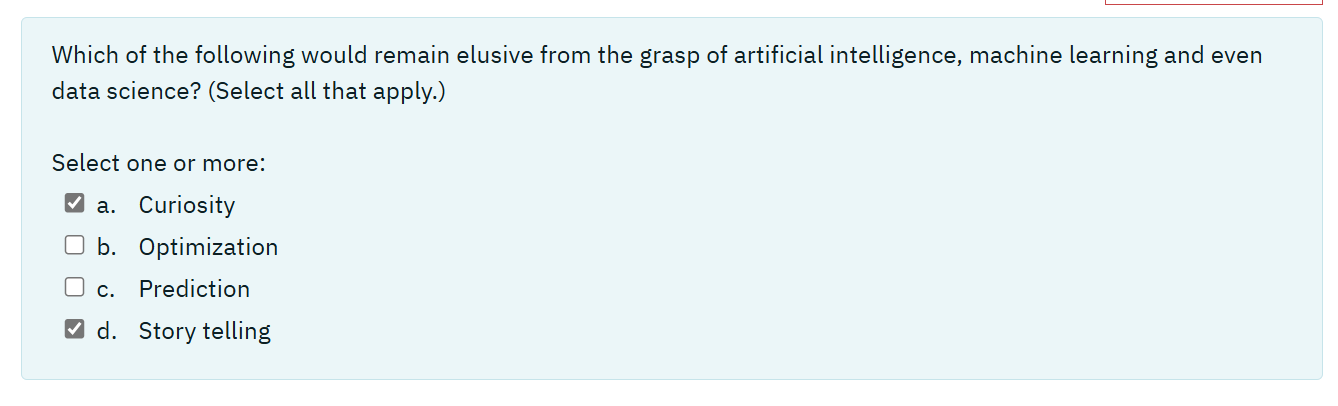 Which of the following would remain elusive from the grasp of artificial intelligence, machine learning and even
data science? (Select all that apply.)
Select one or more:
a. Curiosity
b. Optimization
c. Prediction
d. Story telling